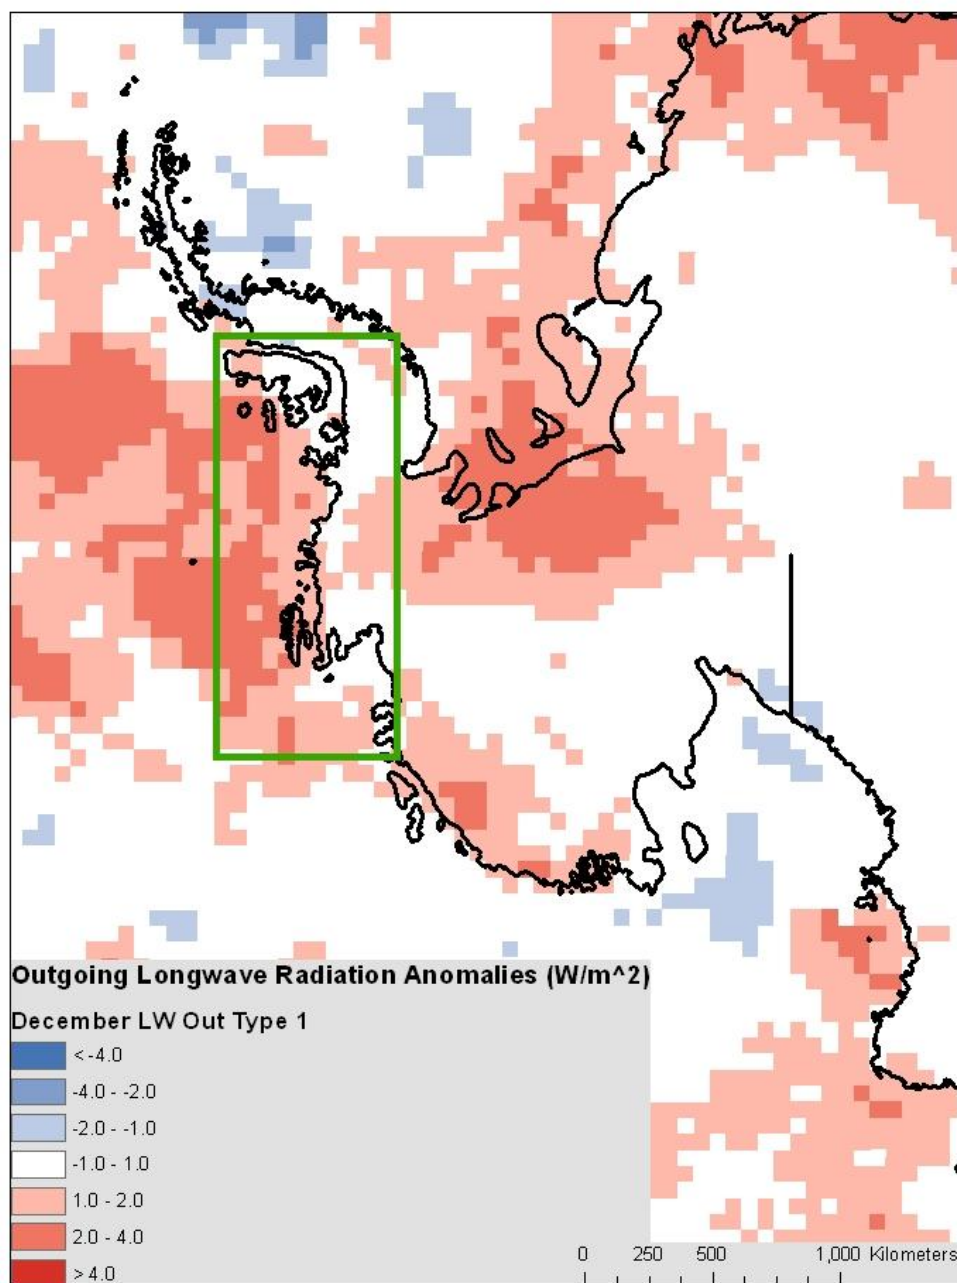 Outgoing Longwave Radiation Anomalies (W/m^2)
December LW Out Type 1
< -4.0
-4.0 - -2.0
-2.0 - -1.0
-1.0 - 1.0
1.0 - 2.0
2.0 - 4.0
> 4.0
0 250 500 1,000 Kilometers